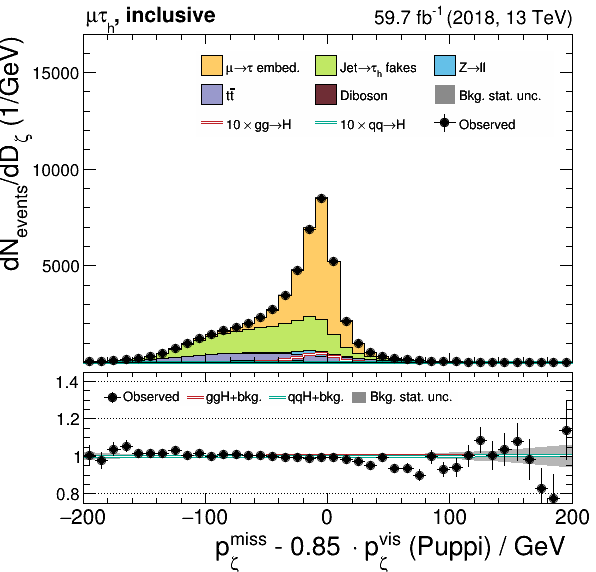 μτh, inclusive
59.7 fb⁻¹ (2018, 13 TeV)
dN_events/dD_ζ (1/GeV)
15000
10000
5000
μ→τ embed.
Jet→τh fakes
Z→ll
tt̅
Diboson
Bkg. stat. unc.
10 × gg→H
10 × qq→H
Observed
1.4
1.2
1
0.8
Observed
ggH+bkg.
qqH+bkg.
Bkg. stat. unc.
−200
−100
0
100
200
p_ζ^miss - 0.85 · p_ζ^vis (Puppi) / GeV